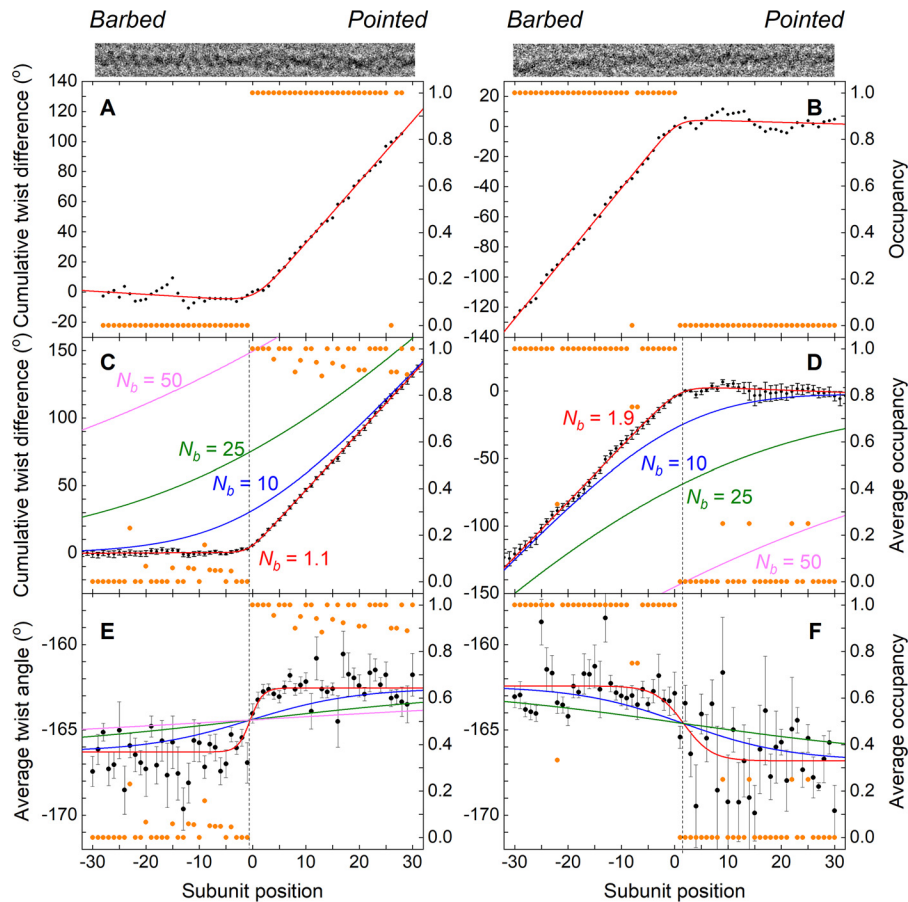 Barbed Pointed Barbed Pointed
A
B
Cumulative twist difference (°)
140
120
100
80
60
40
20
0
-20
1.0
0.8
0.6
0.4
0.2
0.0
20
0
-20
-40
-60
-80
-100
-120
-140
1.0
0.8
0.6
0.4
0.2
0.0
Occupancy
C
D
Cumulative twist difference (°)
150
100
50
0
N_b = 50
N_b = 25
N_b = 10
N_b = 1.1
1.0
0.8
0.6
0.4
0.2
0.0
0
-50
-100
-150
N_b = 1.9
N_b = 10
N_b = 25
N_b = 50
1.0
0.8
0.6
0.4
0.2
0.0
Average occupancy
E
F
Average twist angle (°)
-160
-165
-170
1.0
0.8
0.6
0.4
0.2
0.0
-160
-165
-170
1.0
0.8
0.6
0.4
0.2
0.0
Average occupancy
-30 -20 -10 0 10 20 30
-30 -20 -10 0 10 20 30
Subunit position Subunit position